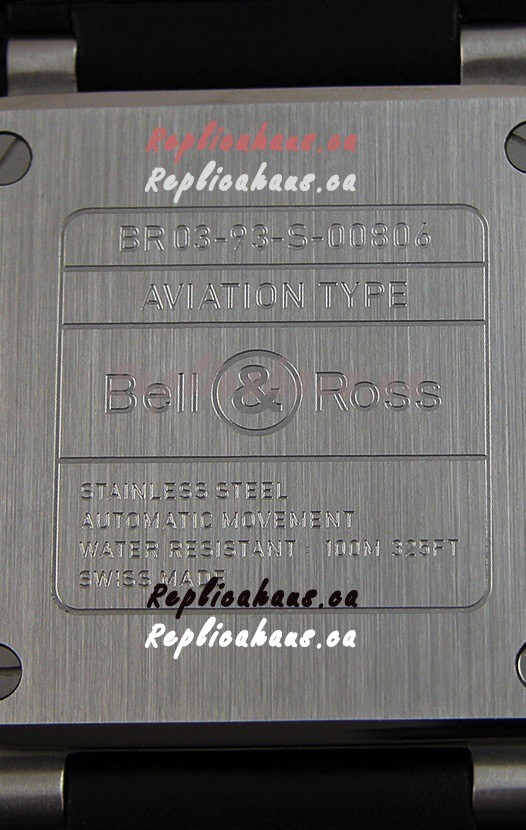 Replicahaus.ca
Replicahaus.ca
BR 03-93-S-00806
AVIATION TYPE
Bell & Ross
STAINLESS STEEL
AUTOMATIC MOVEMENT
WATER RESISTANT : 100M 325FT
SWISS MADE
Replicahaus.ca
Replicahaus.ca